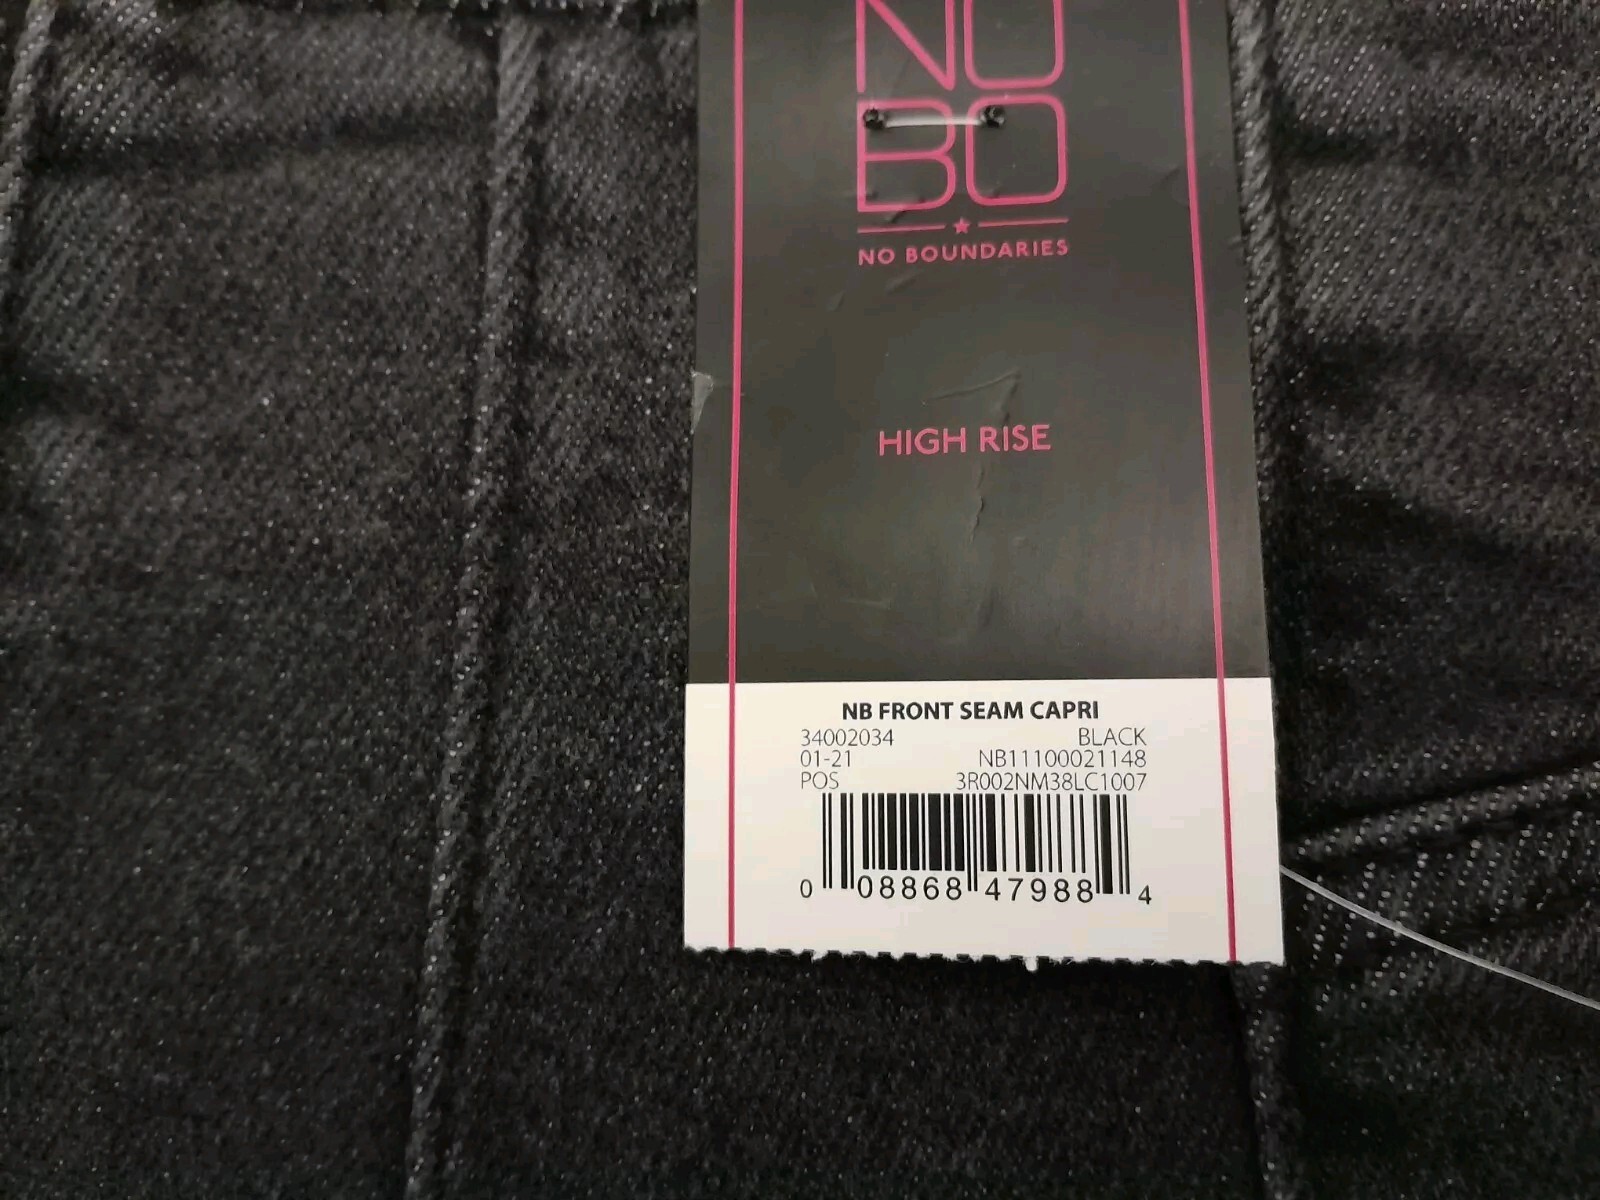 NO
BO
NO BOUNDARIES
HIGH RISE
NB FRONT SEAM CAPRI
34002034 BLACK
01-21 NB11100021148
POS 3R002NM38LC1007
0 08868 47988 4